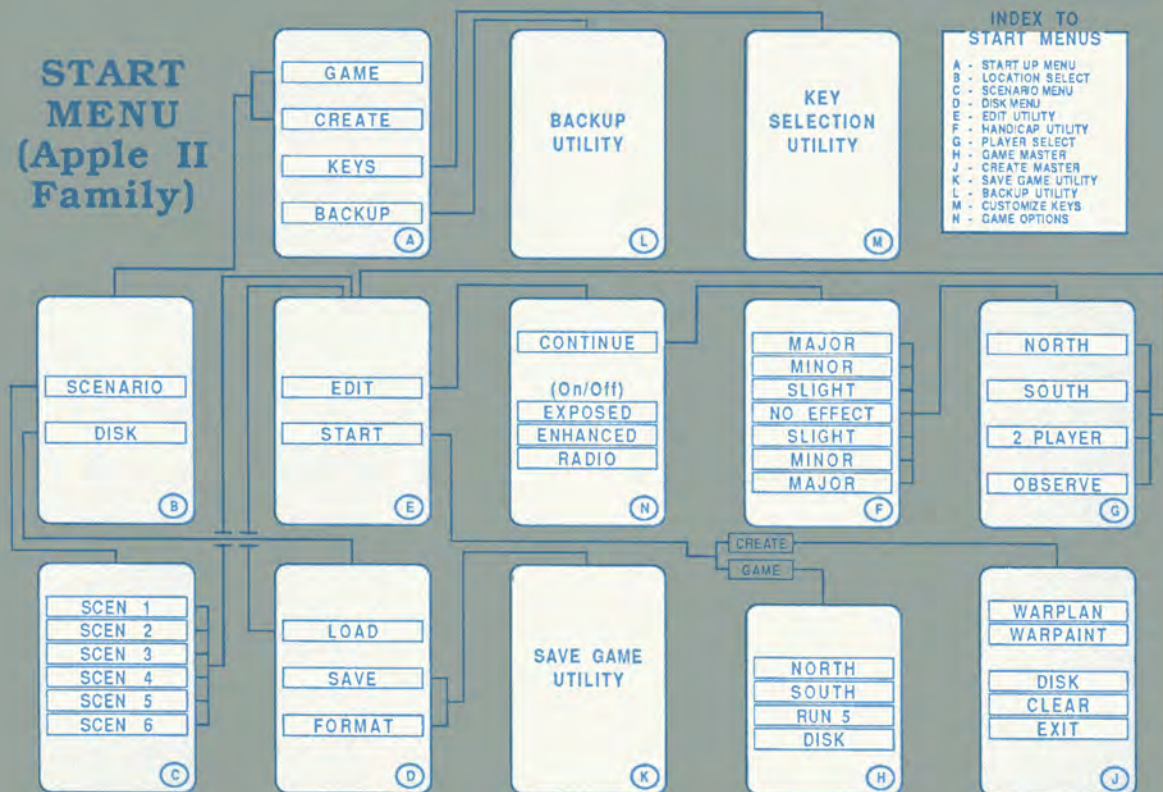 START
MENU
(Apple II
Family)
GAME
CREATE
KEYS
BACKUP
A
BACKUP
UTILITY
L
KEY
SELECTION
UTILITY
M
INDEX TO
START MENUS
A - START UP MENU
B - LOCATION SELECT
C - SCENARIO MENU
D - DISK MENU
E - EDIT UTILITY
F - HANDICAP UTILITY
G - PLAYER SELECT
H - GAME MASTER
J - CREATE MASTER
K - SAVE GAME UTILITY
L - BACKUP UTILITY
M - CUSTOMIZE KEYS
N - GAME OPTIONS
SCENARIO
DISK
B
EDIT
START
E
CONTINUE
(On/Off)
EXPOSED
ENHANCED
RADIO
N
MAJOR
MINOR
SLIGHT
NO EFFECT
SLIGHT
MINOR
MAJOR
F
NORTH
SOUTH
2 PLAYER
OBSERVE
G
SCEN 1
SCEN 2
SCEN 3
SCEN 4
SCEN 5
SCEN 6
C
LOAD
SAVE
FORMAT
D
SAVE GAME
UTILITY
K
CREATE
GAME
NORTH
SOUTH
RUN 5
DISK
H
WARPLAN
WARPAINT
DISK
CLEAR
EXIT
J